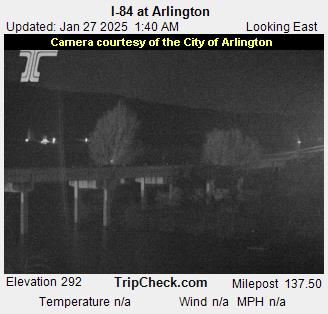 I-84 at Arlington
Updated: Jan 27 2025 1:40 AM Looking East
Camera courtesy of the City of Arlington
Elevation 292 TripCheck.com Milepost 137.50
Temperature n/a Wind n/a MPH n/a